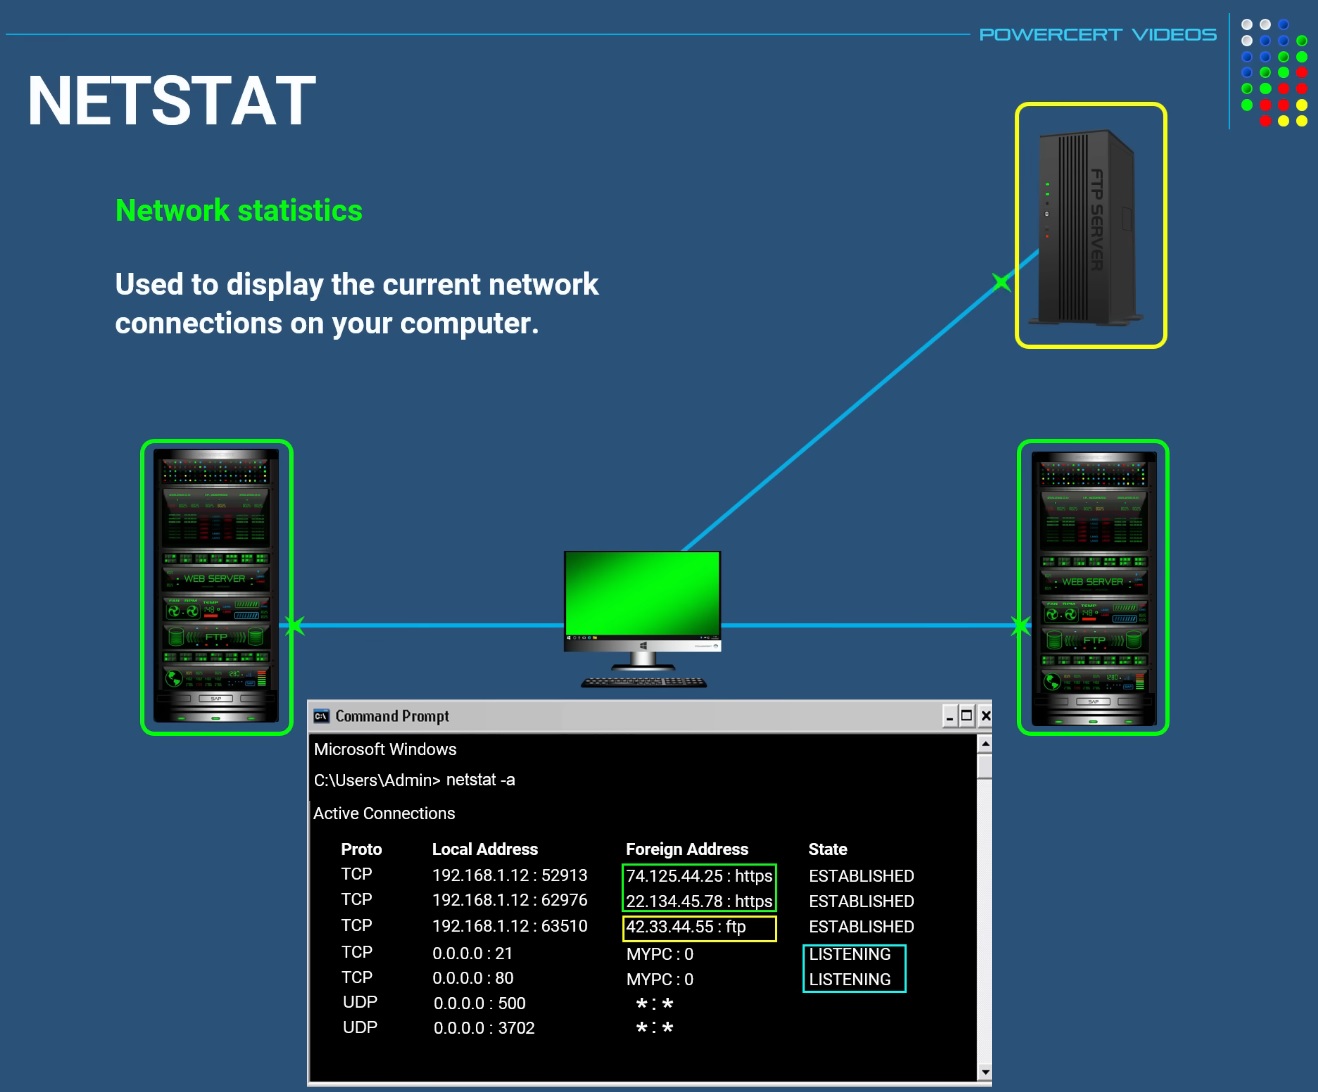 POWERCERT VIDEOS
NETSTAT
Network statistics
Used to display the current network
connections on your computer.
FTP SERVER
WEB SERVER
FTP
WEB SERVER
FTP
Command Prompt
Microsoft Windows
C:\Users\Admin> netstat -a
Active Connections
Proto Local Address Foreign Address State
TCP 192.168.1.12 : 52913 74.125.44.25 : https ESTABLISHED
TCP 192.168.1.12 : 62976 22.134.45.78 : https ESTABLISHED
TCP 192.168.1.12 : 63510 42.33.44.55 : ftp ESTABLISHED
TCP 0.0.0.0 : 21 MYPC : 0 LISTENING
TCP 0.0.0.0 : 80 MYPC : 0 LISTENING
UDP 0.0.0.0 : 500 * : *
UDP 0.0.0.0 : 3702 * : *